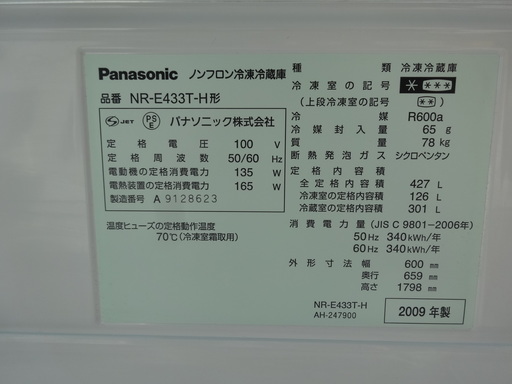 Panasonic ノンフロン冷凍冷蔵庫
品番 NR-E433T-H形
JET PSE パナソニック株式会社
定格電圧 100 V
定格周波数 50/60 Hz
電動機の定格消費電力 135 W
電熱装置の定格消費電力 165 W
製造番号 A 9128623
温度ヒューズの定格動作温度
70℃(冷凍室霜取用)
種類 冷凍冷蔵庫
冷凍室の記号 * ***
(上段冷凍室の記号 **)
冷媒 R600a
冷媒封入量 65 g
質量 78 kg
断熱発泡ガス シクロペンタン
定格内容積
全定格内容積 427 L
冷凍室の定格内容積 126 L
冷蔵室の定格内容積 301 L
消費電力量(JIS C 9801-2006年)
50Hz 340kWh/年
60Hz 340kWh/年
外形寸法幅 600 mm
奥行 659 mm
高さ 1798 mm
NR-E433T-H
AH-247900
2009年製